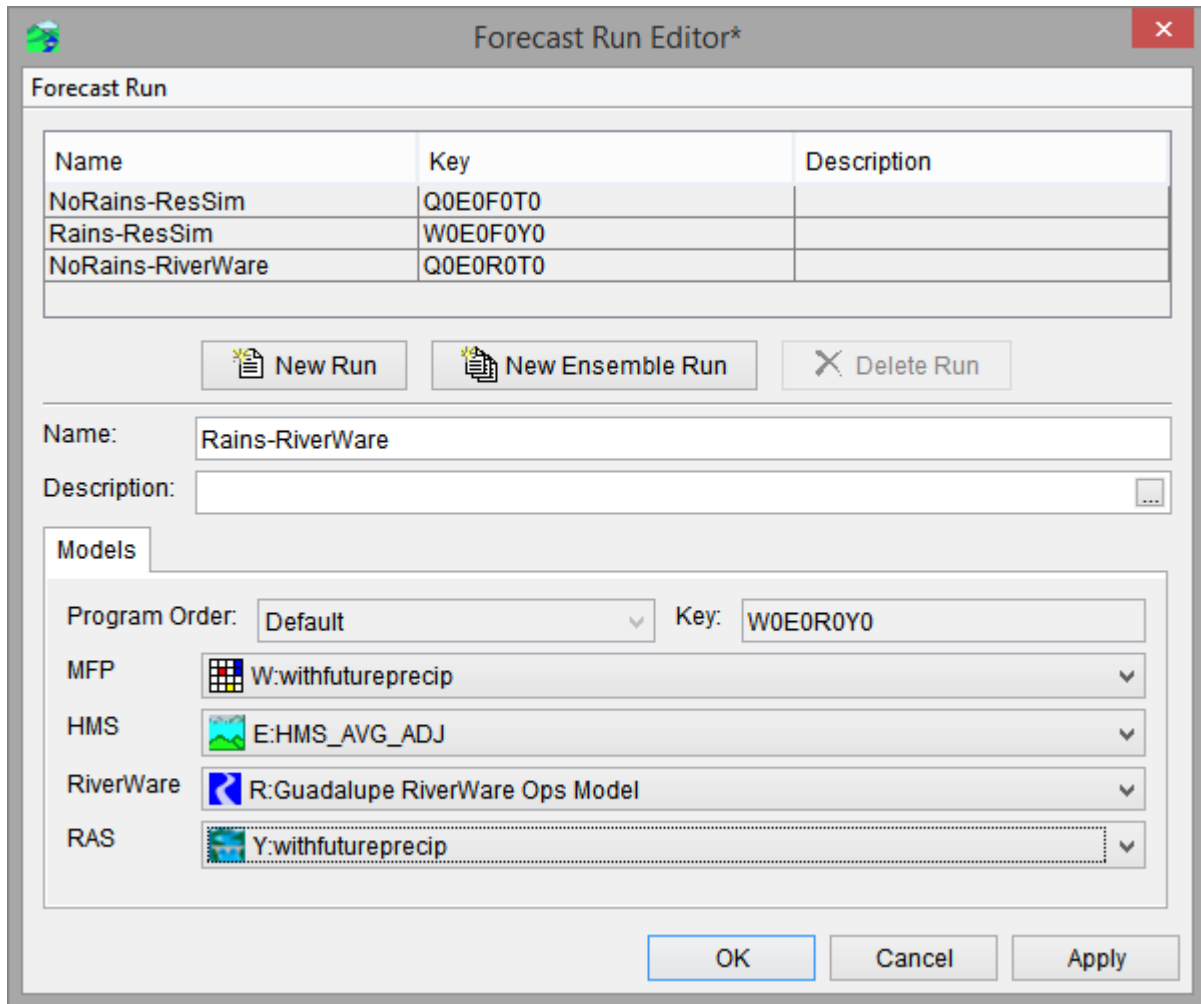 Forecast Run Editor*
Forecast Run
Name Key Description
NoRains-ResSim Q0E0F0T0
Rains-ResSim W0E0F0Y0
NoRains-RiverWare Q0E0R0T0
New Run New Ensemble Run Delete Run
Name: Rains-RiverWare
Description: ...
Models
Program Order: Default Key: W0E0R0Y0
MFP W:withfutureprecip
HMS E:HMS_AVG_ADJ
RiverWare R:Guadalupe RiverWare Ops Model
RAS Y:withfutureprecip
OK Cancel Apply